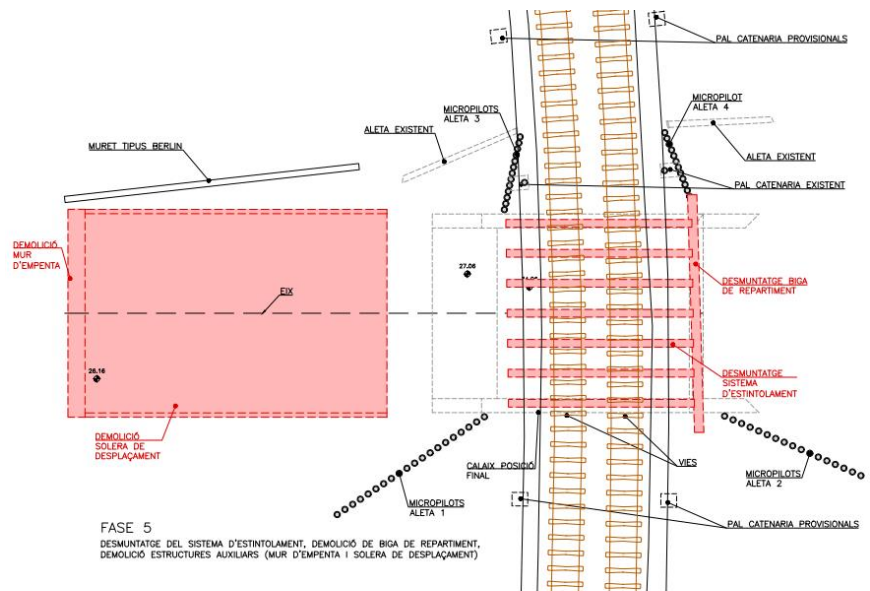 PAL CATENARIA PROVISIONALS
MICROPILOTS
ALETA 3
MICROPILOT
ALETA 4
ALETA EXISTENT
MURET TIPUS BERLIN
ALETA EXISTENT
PAL CATENARIA EXISTENT
DEMOLICIÓ
MUR
D'EMPENTA
27.06
DESMUNTATGE BIGA
DE REPARTIMENT
EIX
26.16
DESMUNTATGE
SISTEMA
D'ESTINTOLAMENT
DEMOLICIÓ
SOLERA DE
DESPLAÇAMENT
CALAIX POSICIÓ
FINAL
VIES
MICROPILOTS
ALETA 2
MICROPILOTS
ALETA 1
PAL CATENARIA PROVISIONALS
FASE 5
DESMUNTATGE DEL SISTEMA D'ESTINTOLAMENT, DEMOLICIÓ DE BIGA DE REPARTIMENT,
DEMOLICIÓ ESTRUCTURES AUXILIARS (MUR D'EMPENTA I SOLERA DE DESPLAÇAMENT)